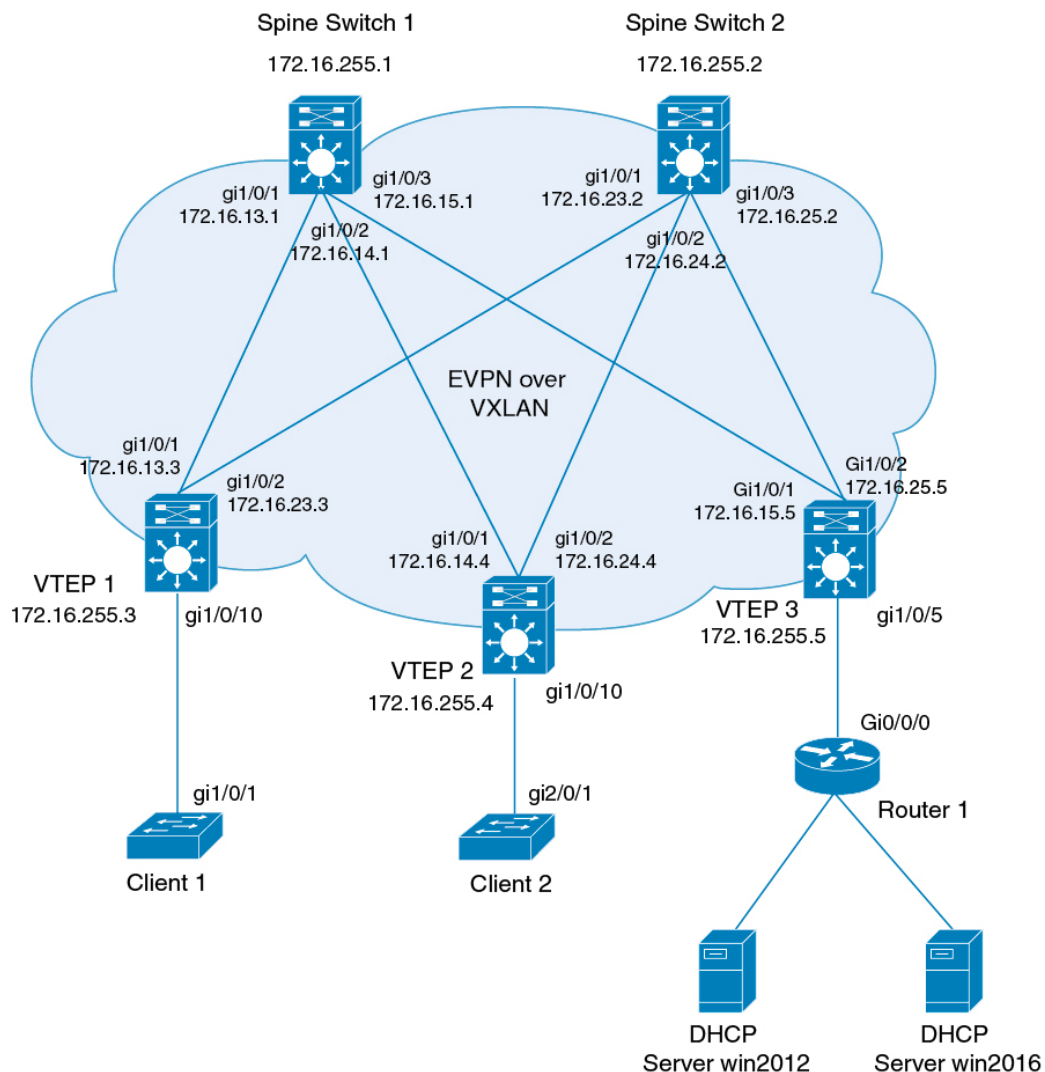 Spine Switch 1
172.16.255.1
Spine Switch 2
172.16.255.2
gi1/0/1
172.16.13.1
gi1/0/3
172.16.15.1
gi1/0/2
172.16.14.1
gi1/0/1
172.16.23.2
gi1/0/3
172.16.25.2
gi1/0/2
172.16.24.2
EVPN over
VXLAN
gi1/0/1
172.16.13.3
gi1/0/2
172.16.23.3
VTEP 1
172.16.255.3
gi1/0/10
gi1/0/1
172.16.14.4
gi1/0/2
172.16.24.4
VTEP 2
172.16.255.4
gi1/0/10
Gi1/0/1
172.16.15.5
Gi1/0/2
172.16.25.5
VTEP 3
172.16.255.5
gi1/0/5
gi1/0/1
Client 1
gi2/0/1
Client 2
Gi0/0/0
Router 1
DHCP
Server win2012
DHCP
Server win2016